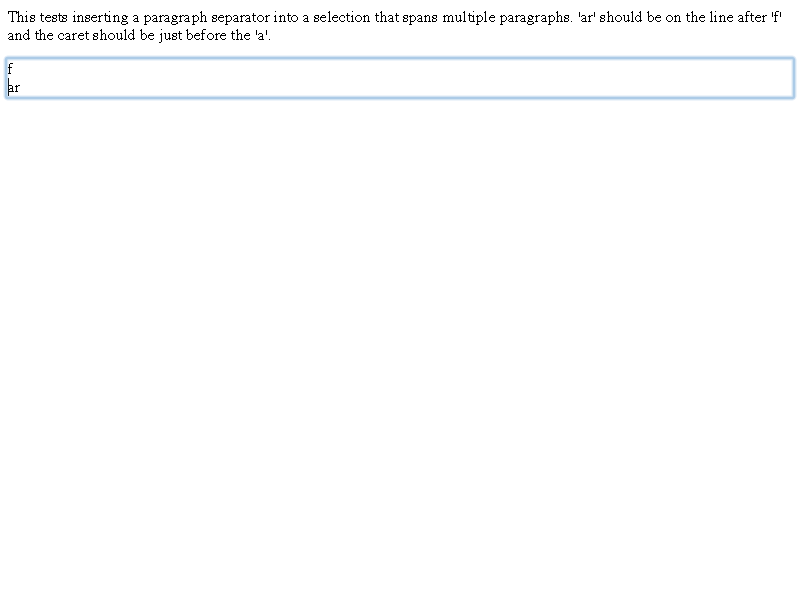 This tests inserting a paragraph separator into a selection that spans multiple paragraphs. 'ar' should be on the line after 'f'
and the caret should be just before the 'a'.
f
ar